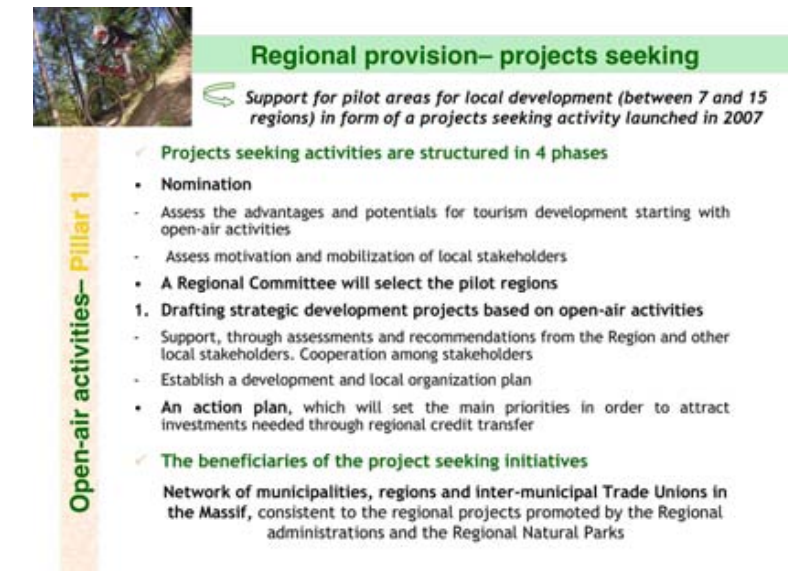 Regional provision– projects seeking
Support for pilot areas for local development (between 7 and 15
regions) in form of a projects seeking activity launched in 2007
✓ Projects seeking activities are structured in 4 phases
• Nomination
- Assess the advantages and potentials for tourism development starting with
open-air activities
- Assess motivation and mobilization of local stakeholders
• A Regional Committee will select the pilot regions
1. Drafting strategic development projects based on open-air activities
- Support, through assessments and recommendations from the Region and other
local stakeholders. Cooperation among stakeholders
- Establish a development and local organization plan
• An action plan, which will set the main priorities in order to attract
investments needed through regional credit transfer
✓ The beneficiaries of the project seeking initiatives
Network of municipalities, regions and inter-municipal Trade Unions in
the Massif, consistent to the regional projects promoted by the Regional
administrations and the Regional Natural Parks
Open-air activities– Pillar 1